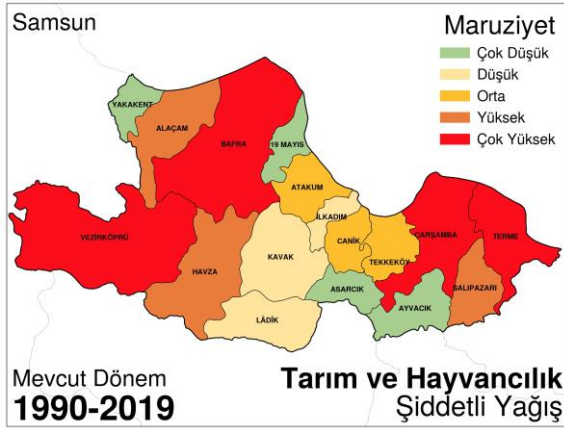 Samsun
Maruziyet
Çok Düşük
Düşük
Orta
Yüksek
Çok Yüksek
YAKAKENT
ALAÇAM
BAFRA
19 MAYIS
ATAKUM
İLKADIM
CANİK
TEKKEKÖY
ÇARŞAMBA
TERME
VEZİRKÖPRÜ
HAVZA
KAVAK
ASARCIK
AYVACIK
SALIPAZARI
LÂDİK
Mevcut Dönem
1990-2019
Tarım ve Hayvancılık
Şiddetli Yağış